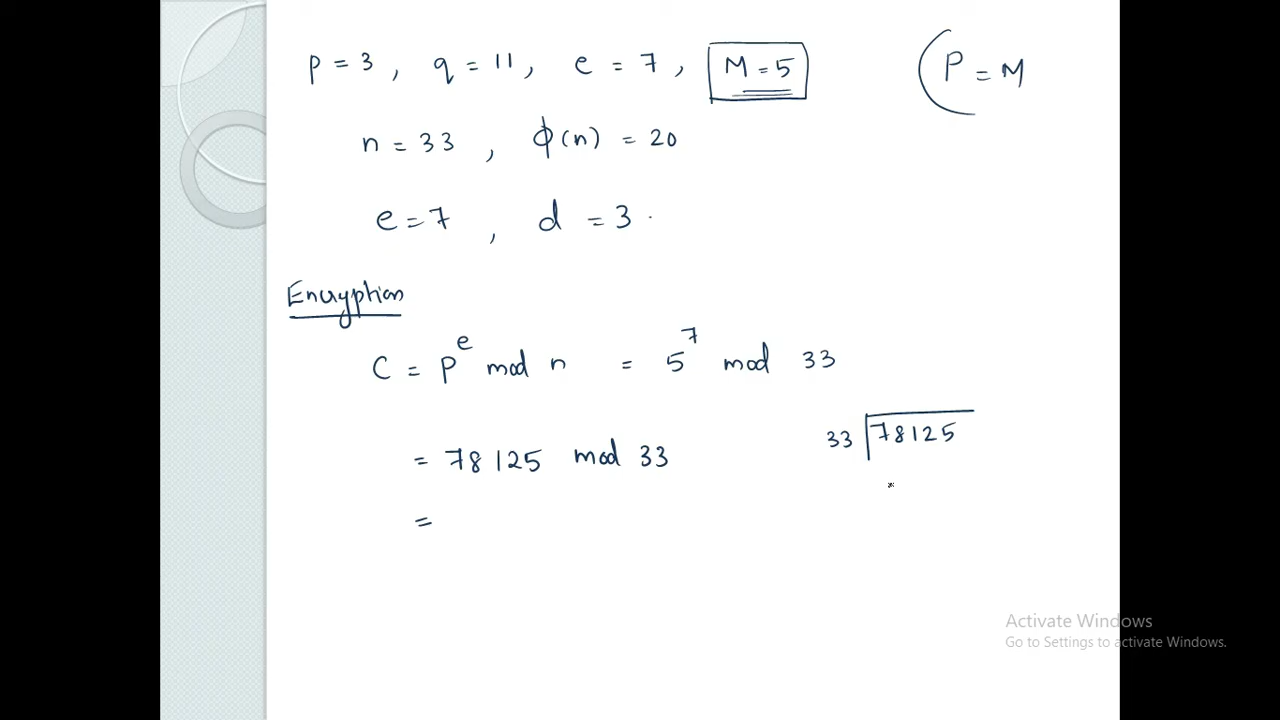 p = 3 , q = 11 , e = 7 , M = 5 (P = M
n = 33 , ϕ(n) = 20
e = 7 , d = 3 .
Encryption
C = P^e mod n = 5^7 mod 33
= 78125 mod 33
33 78125
=
Activate Windows
Go to Settings to activate Windows.